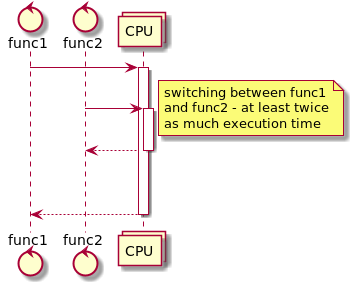 func1
func2
CPU
switching between func1
and func2 - at least twice
as much execution time
func1
func2
CPU